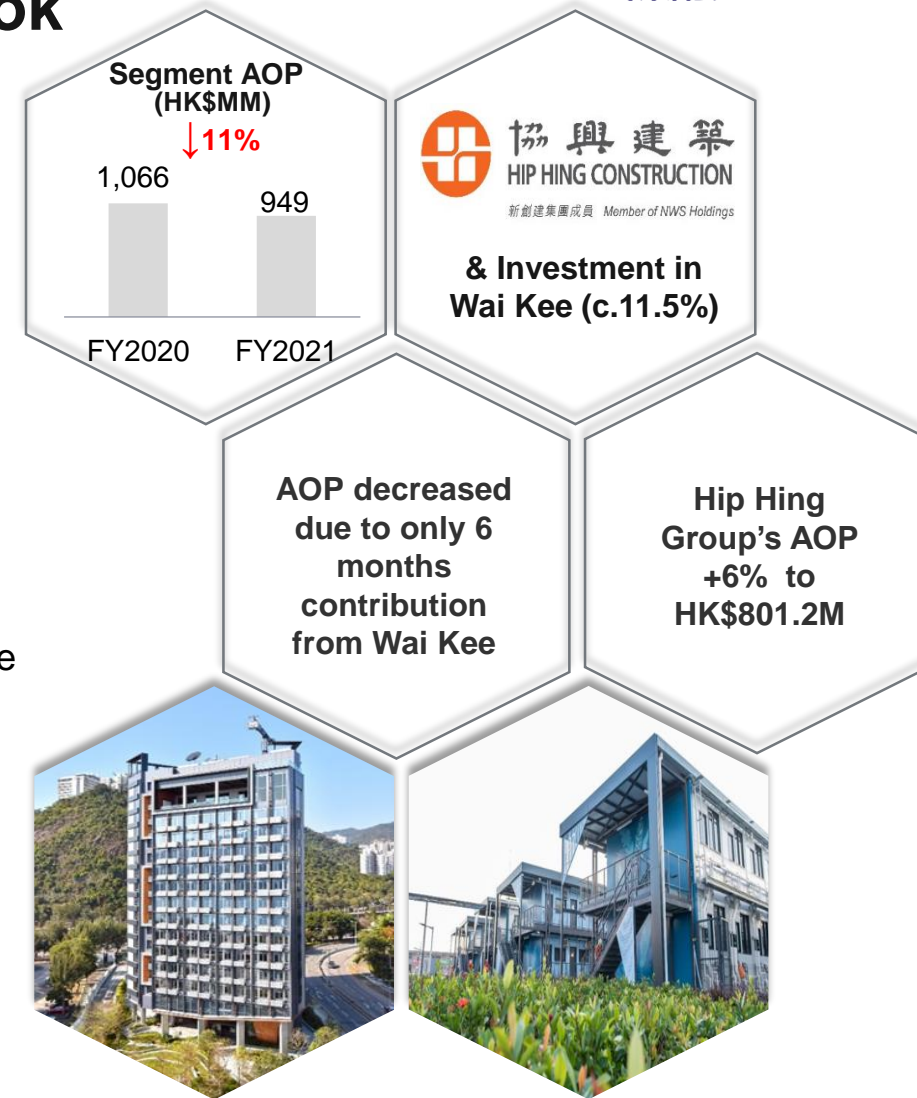 ok
Segment AOP
(HK$MM)
↓11%
1,066
949
FY2020 FY2021
協興建築
HIP HING CONSTRUCTION
新創建集團成員 Member of NWS Holdings
& Investment in
Wai Kee (c.11.5%)
AOP decreased
due to only 6
months
contribution
from Wai Kee
Hip Hing
Group's AOP
+6% to
HK$801.2M
e